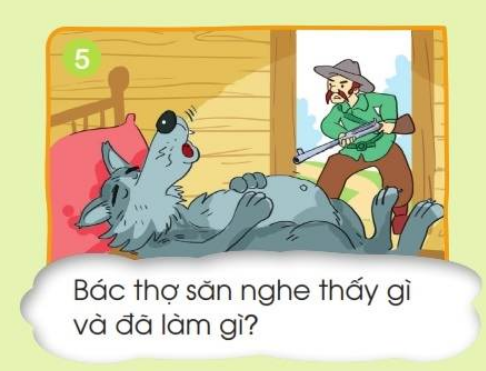 5
Bác thợ săn nghe thấy gì
và đã làm gì?